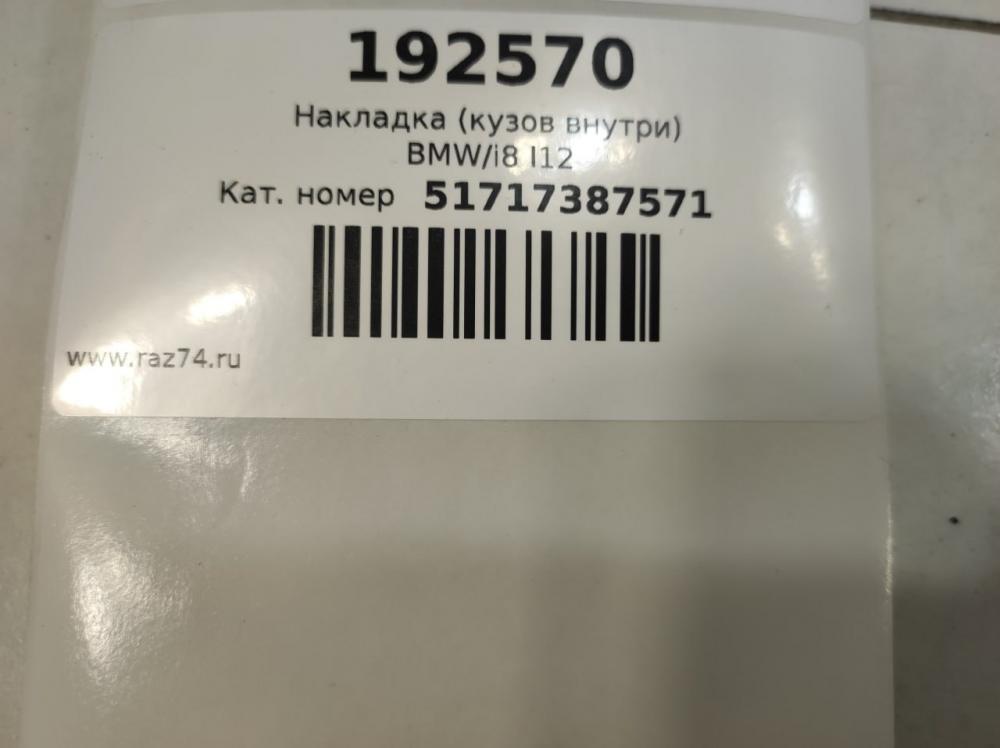 192570
Накладка (кузов внутри)
BMW/i8 I12
Кат. номер 51717387571
www.raz74.ru